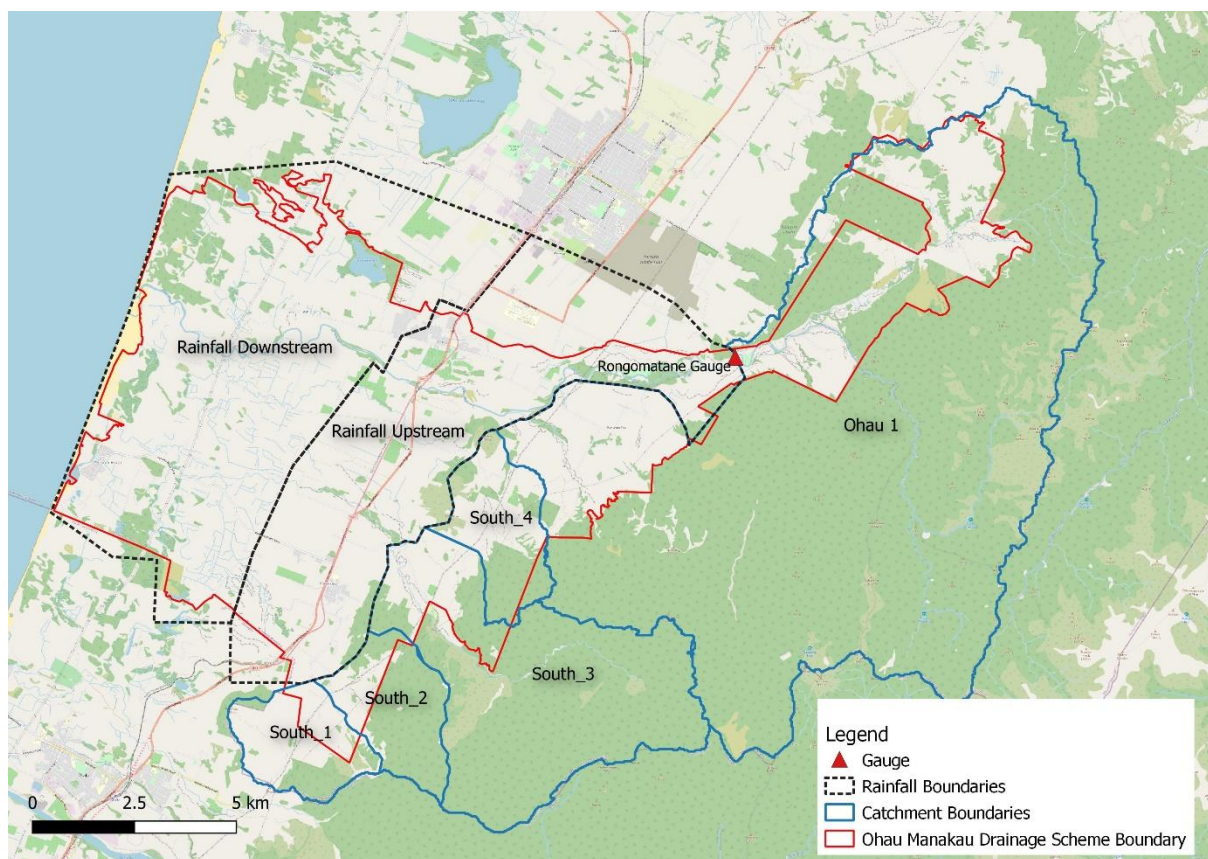 Rainfall Downstream
Rongomatane Gauge
Rainfall Upstream
Ohau 1
South_4
South_3
South_2
South_1
0 2.5 5 km
Legend
Gauge
Rainfall Boundaries
Catchment Boundaries
Ohau Manakau Drainage Scheme Boundary